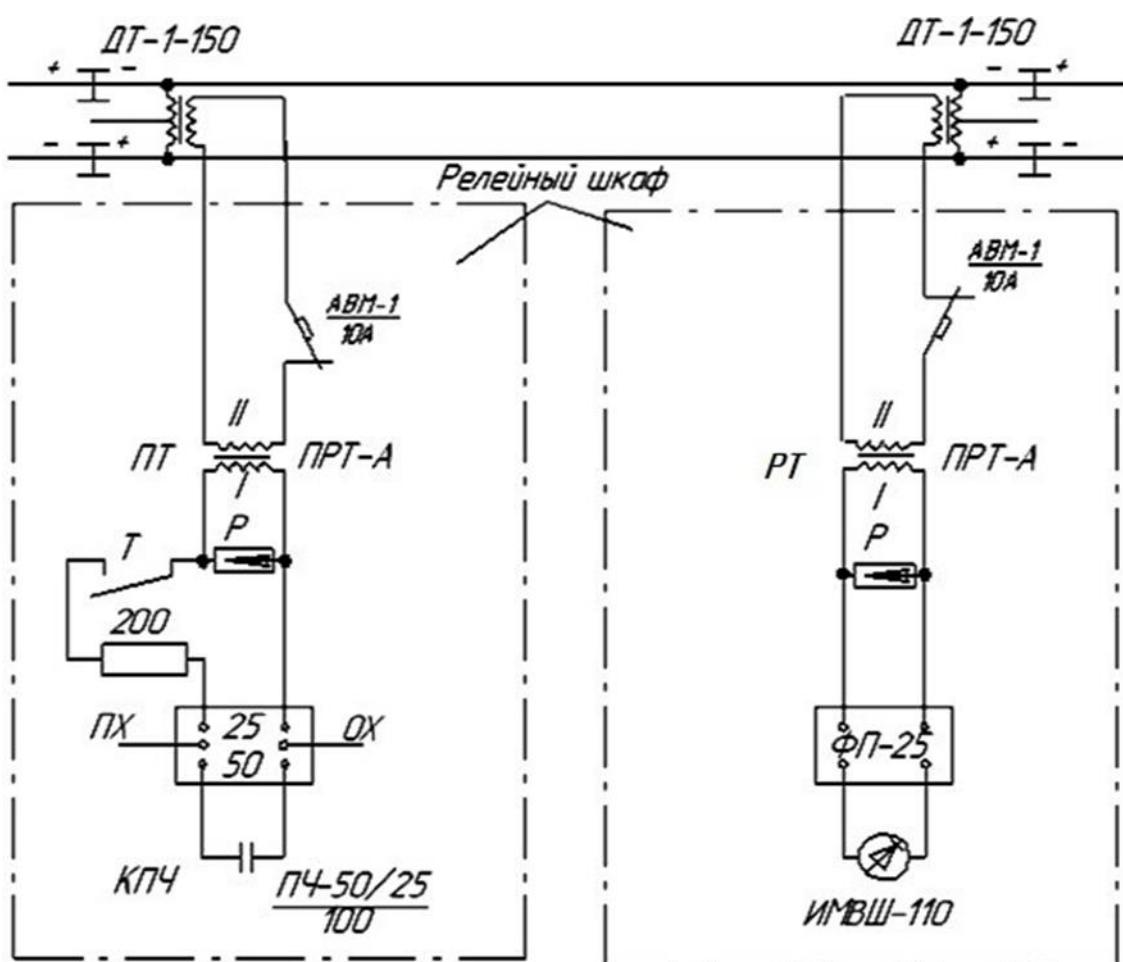 ДТ-1-150
ДТ-1-150
+ -
- +
- +
+ -
Релейный шкаф
АВМ-1
10А
АВМ-1
10А
II
ПТ
ПРТ-А
I
II
РТ
ПРТ-А
I
Р
Т
Р
200
ПХ
25
ОХ
50
ФП-25
КПЧ
ПЧ-50/25
100
ИМВШ-110